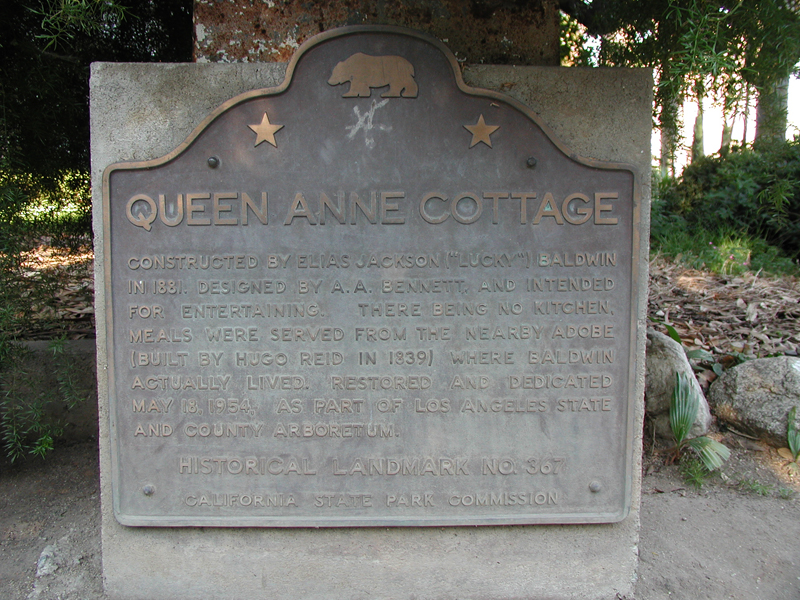 QUEEN ANNE COTTAGE
CONSTRUCTED BY ELIAS JACKSON ("LUCKY") BALDWIN
IN 1881. DESIGNED BY A. A. BENNETT, AND INTENDED
FOR ENTERTAINING. THERE BEING NO KITCHEN,
MEALS WERE SERVED FROM THE NEARBY ADOBE
(BUILT BY HUGO REID IN 1839) WHERE BALDWIN
ACTUALLY LIVED. RESTORED AND DEDICATED
MAY 18, 1954, AS PART OF LOS ANGELES STATE
AND COUNTY ARBORETUM.
HISTORICAL LANDMARK NO. 367
CALIFORNIA STATE PARK COMMISSION